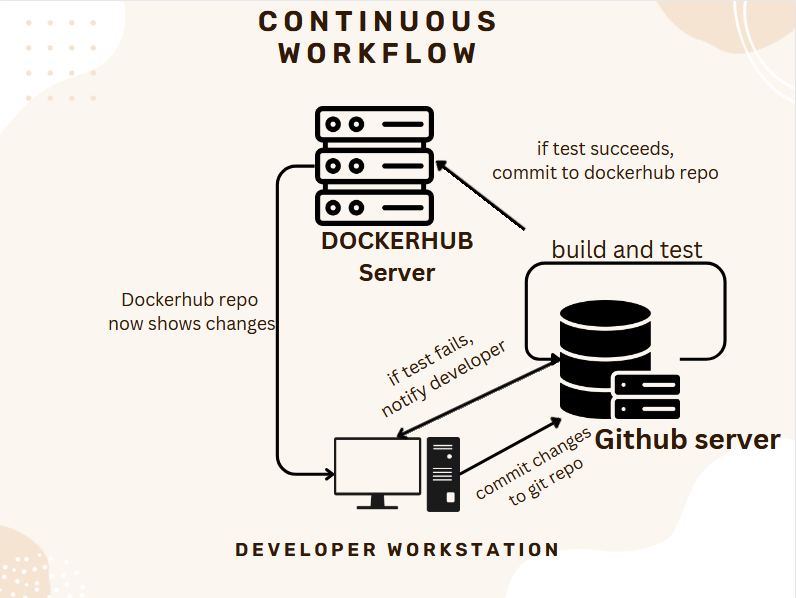 CONTINUOUS
WORKFLOW
if test succeeds,
commit to dockerhub repo
DOCKERHUB
Server
build and test
Dockerhub repo
now shows changes
if test fails,
notify developer
Github server
commit changes
to git repo
DEVELOPER WORKSTATION